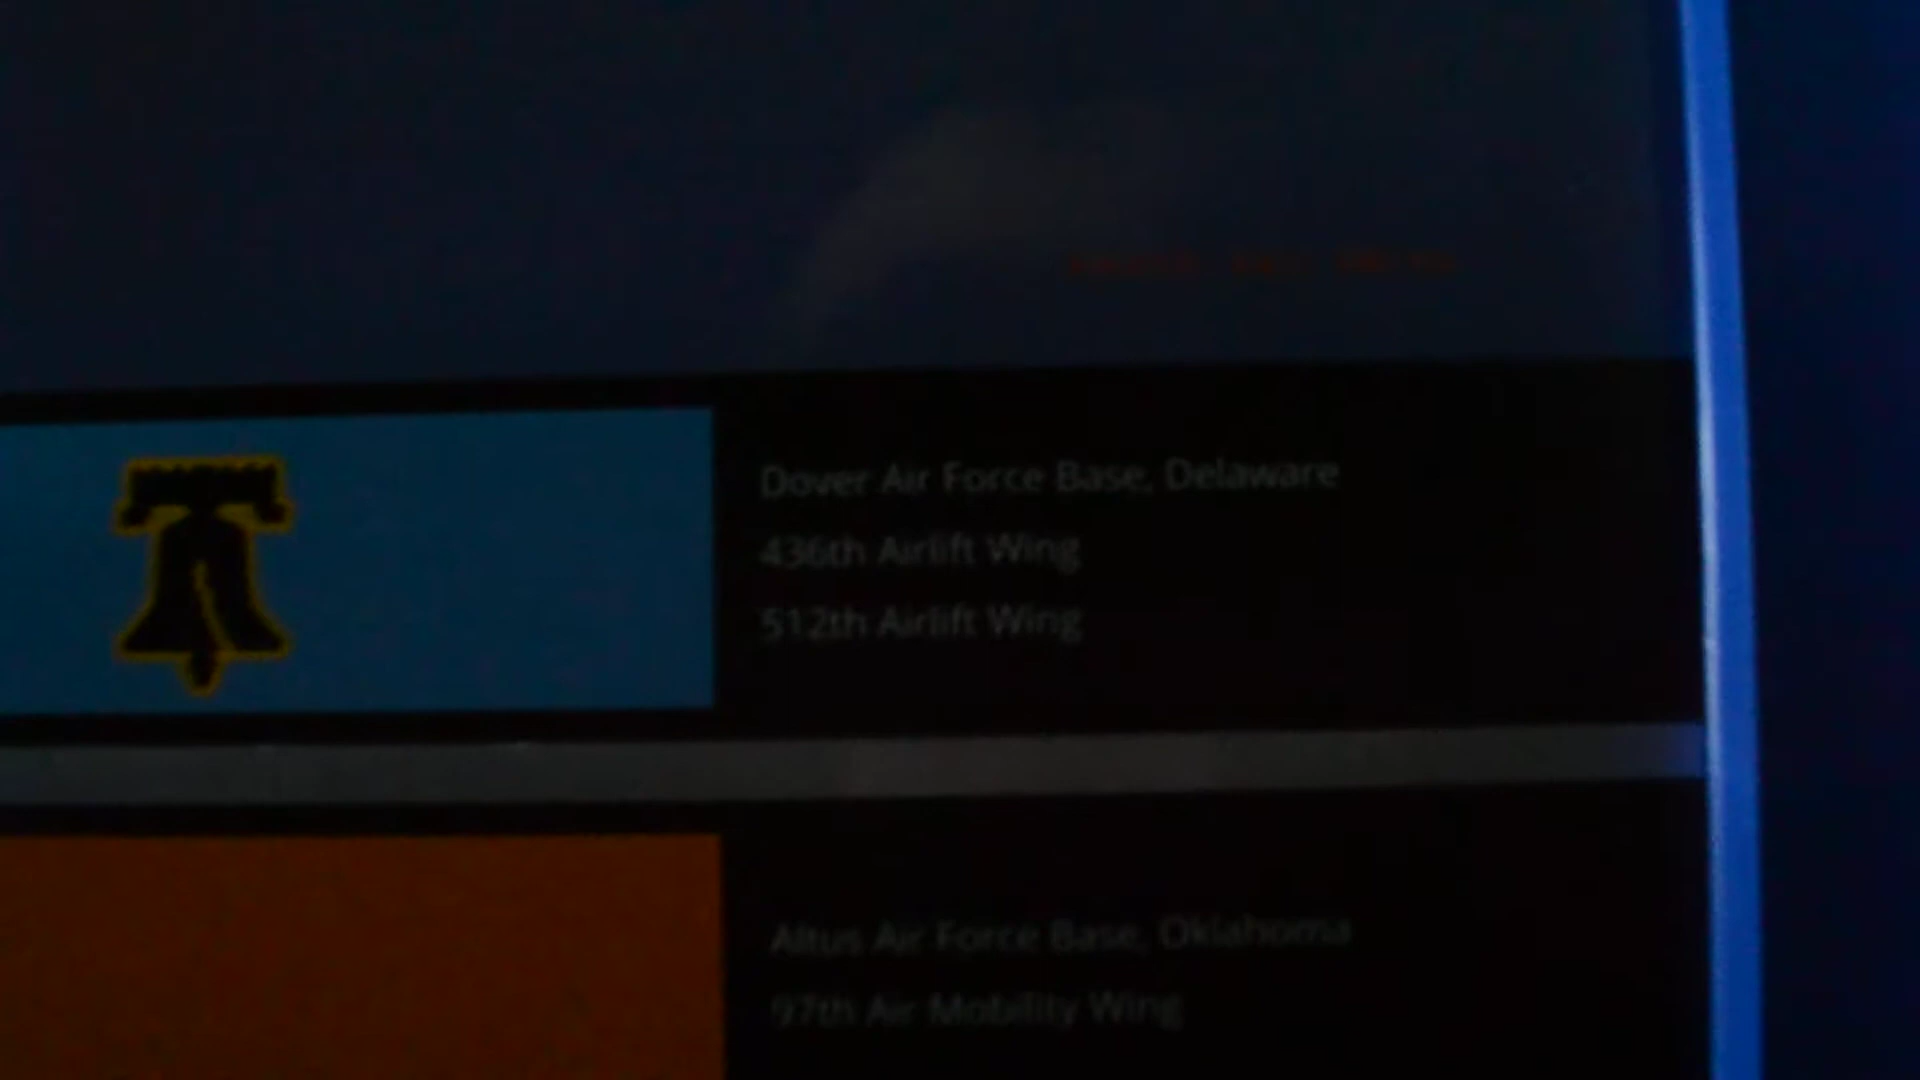 Dover Air Force Base, Delaware
436th Airlift Wing
512th Airlift Wing
Altus Air Force Base, Oklahoma
97th Air Mobility Wing